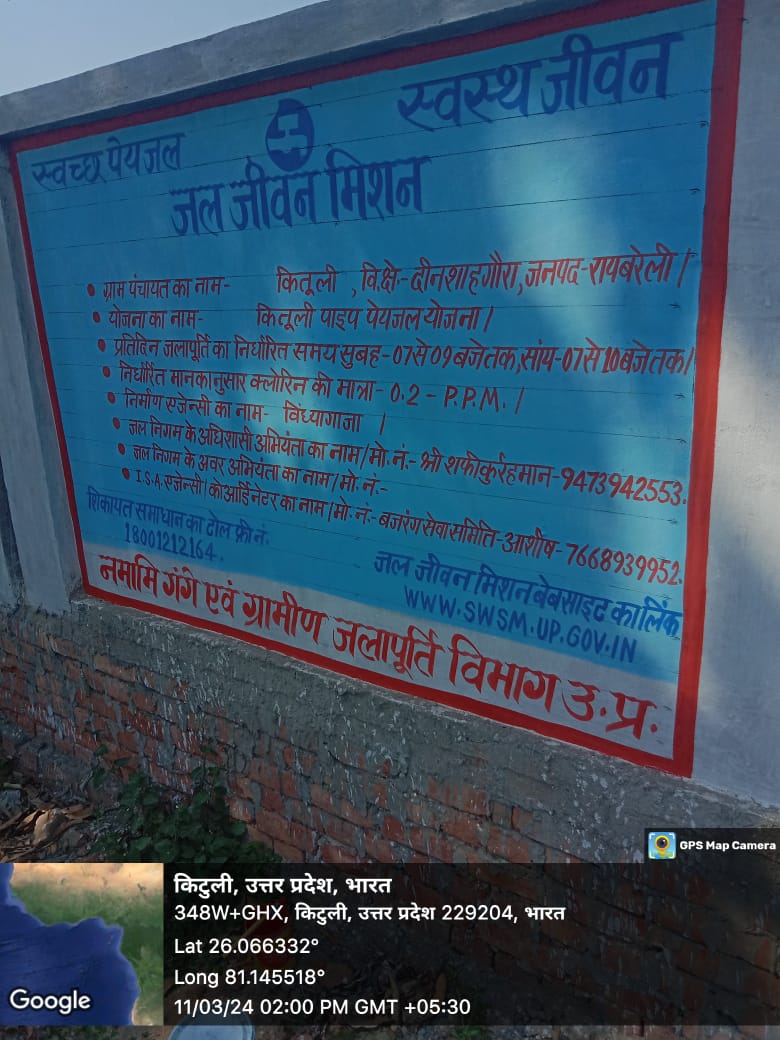 स्वच्छ पेयजल
स्वस्थ जीवन
जल जीवन मिशन
• ग्राम पंचायत का नाम- कितूली , वि.क्षे.- दीनशाहगौरा, जनपद- रायबरेली।
• योजना का नाम- कितूली पाइप पेयजल योजना।
• प्रतिदिन जलापूर्ति का निर्धारित समय सुबह-07 से 09 बजे तक, सांय-07 से 10 बजे तक।
• निर्धारित मानकानुसार क्लोरिन की मात्रा- 0.2 - P.P.M. ।
• निर्माण एजेन्सी का नाम- विंध्यागाजा ।
• जल निगम के अधिशासी अभियंता का नाम/मो.नं.- श्री शफीकुर्रहमान-9473942553.
• जल निगम के अवर अभियंता का नाम/मो.नं.-
• I.S.A. एजेन्सी/कोआर्डिनेटर का नाम/मो.नं.- बजरंग सेवा समिति-आशीष-7668939952.
शिकायत समाधान का टोल फ्री नं.
18001212164.
जल जीवन मिशन बेबसाइट का लिंक
WWW.SWSM.UP.GOV.IN
नमामि गंगे एवं ग्रामीण जलापूर्ति विभाग उ.प्र.
GPS Map Camera
किटुली, उत्तर प्रदेश, भारत
348W+GHX, किटुली, उत्तर प्रदेश 229204, भारत
Lat 26.066332°
Long 81.145518°
11/03/24 02:00 PM GMT +05:30
Google